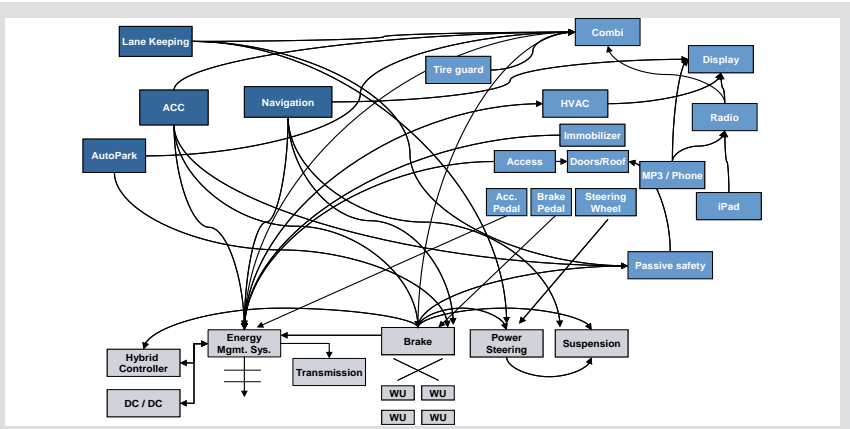 Lane Keeping
Combi
Display
Tire guard
ACC
Navigation
HVAC
Radio
Immobilizer
AutoPark
Access
Doors/Roof
MP3 / Phone
Acc.
Pedal
Brake
Pedal
Steering
Wheel
iPad
Passive safety
Energy
Mgmt. Sys.
Brake
Power
Steering
Suspension
Hybrid
Controller
Transmission
DC / DC
WU
WU
WU
WU